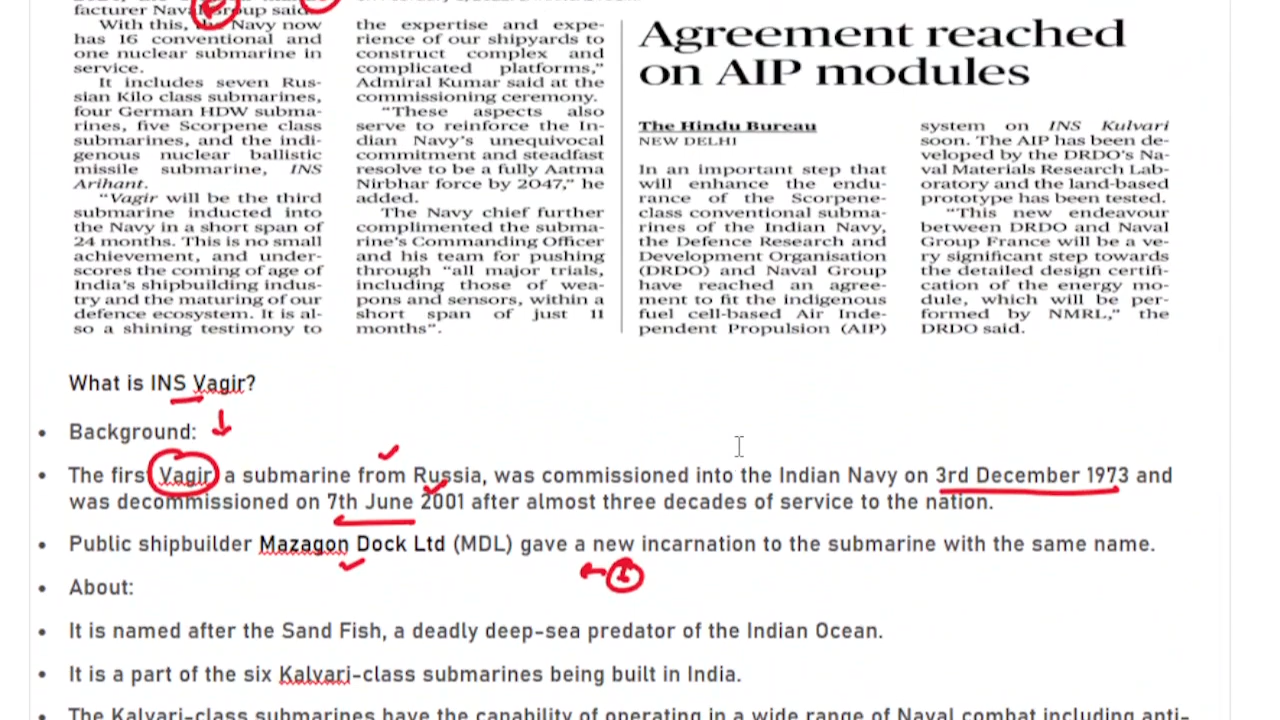 facturer Naval Group said.
With this, the Navy now
has 16 conventional and
one nuclear submarine in
service.
It includes seven Rus-
sian Kilo class submarines,
four German HDW subma-
rines, five Scorpene class
submarines, and the indi-
genous nuclear ballistic
missile submarine, INS
Arihant.
“Vagir will be the third
submarine inducted into
the Navy in a short span of
24 months. This is no small
achievement, and under-
scores the coming of age of
India’s shipbuilding indus-
try and the maturing of our
defence ecosystem. It is al-
so a shining testimony to
the expertise and expe-
rience of our shipyards to
construct complex and
complicated platforms,”
Admiral Kumar said at the
commissioning ceremony.
“These aspects also
serve to reinforce the In-
dian Navy’s unequivocal
commitment and steadfast
resolve to be a fully Aatma
Nirbhar force by 2047,” he
added.
The Navy chief further
complimented the subma-
rine’s Commanding Officer
and his team for pushing
through “all major trials,
including those of wea-
pons and sensors, within a
short span of just 11
months”.
Agreement reached
on AIP modules
The Hindu Bureau
NEW DELHI
In an important step that
will enhance the endu-
rance of the Scorpene-
class conventional subma-
rines of the Indian Navy,
the Defence Research and
Development Organisation
(DRDO) and Naval Group
have reached an agree-
ment to fit the indigenous
fuel cell-based Air Inde-
pendent Propulsion (AIP)
system on INS Kulvari
soon. The AIP has been de-
veloped by the DRDO’s Na-
val Materials Research Lab-
oratory and the land-based
prototype has been tested.
“This new endeavour
between DRDO and Naval
Group France will be a ve-
ry significant step towards
the detailed design certifi-
cation of the energy mo-
dule, which will be per-
formed by NMRL,” the
DRDO said.
What is INS Vagir?
• Background:
• The first Vagir, a submarine from Russia, was commissioned into the Indian Navy on 3rd December 1973 and
was decommissioned on 7th June 2001 after almost three decades of service to the nation.
• Public shipbuilder Mazagon Dock Ltd (MDL) gave a new incarnation to the submarine with the same name.
• About:
• It is named after the Sand Fish, a deadly deep-sea predator of the Indian Ocean.
• It is a part of the six Kalvari-class submarines being built in India.
• The Kalvari-class submarines have the capability of operating in a wide range of Naval combat including anti-